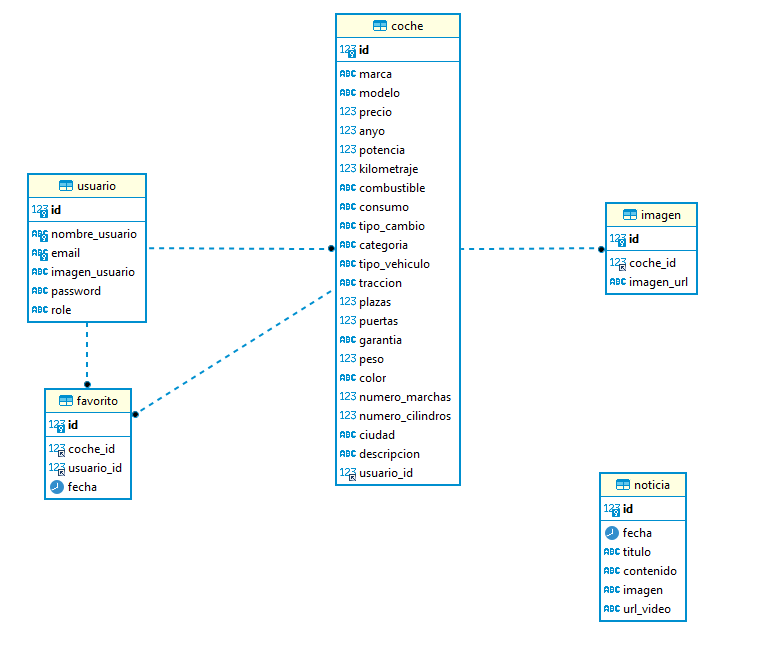 coche
123 id
ABC marca
ABC modelo
123 precio
123 anyo
123 potencia
123 kilometraje
ABC combustible
ABC consumo
ABC tipo_cambio
ABC categoria
ABC tipo_vehiculo
ABC traccion
123 plazas
123 puertas
ABC garantia
123 peso
ABC color
123 numero_marchas
123 numero_cilindros
ABC ciudad
ABC descripcion
123 usuario_id
usuario
123 id
ABC nombre_usuario
ABC email
ABC imagen_usuario
ABC password
ABC role
imagen
123 id
123 coche_id
ABC imagen_url
favorito
123 id
123 coche_id
123 usuario_id
fecha
noticia
123 id
fecha
ABC titulo
ABC contenido
ABC imagen
ABC url_video